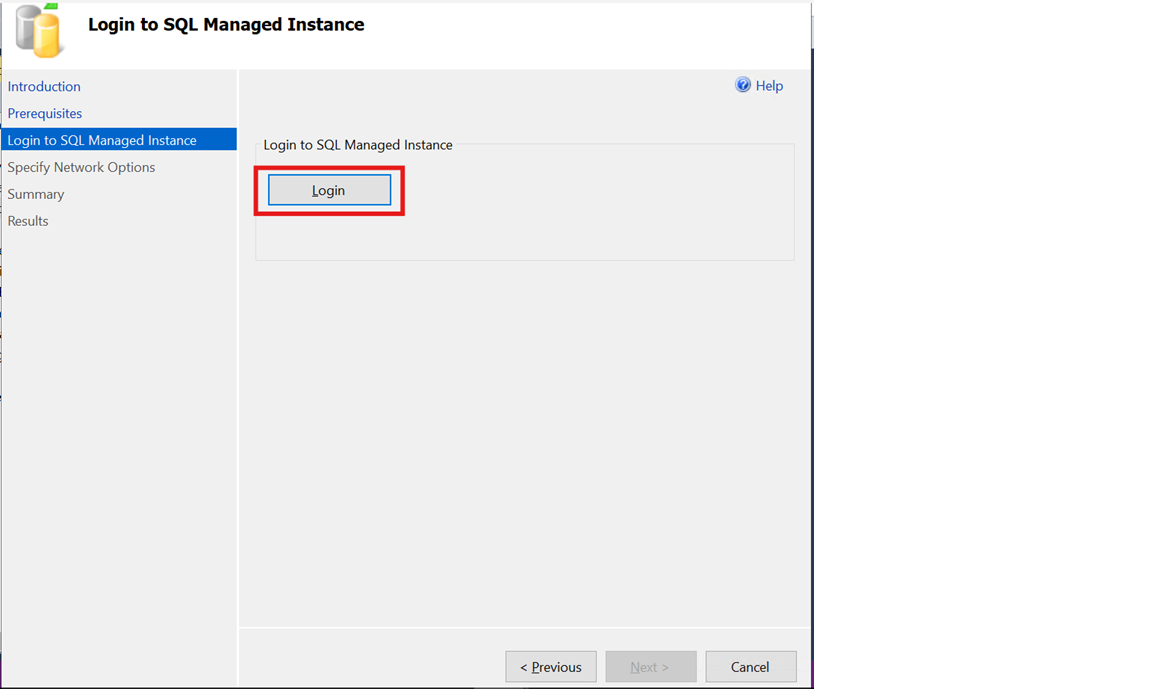 Login to SQL Managed Instance
Introduction
Prerequisites
Login to SQL Managed Instance
Specify Network Options
Summary
Results
Help
Login to SQL Managed Instance
Login
< Previous
Next >
Cancel